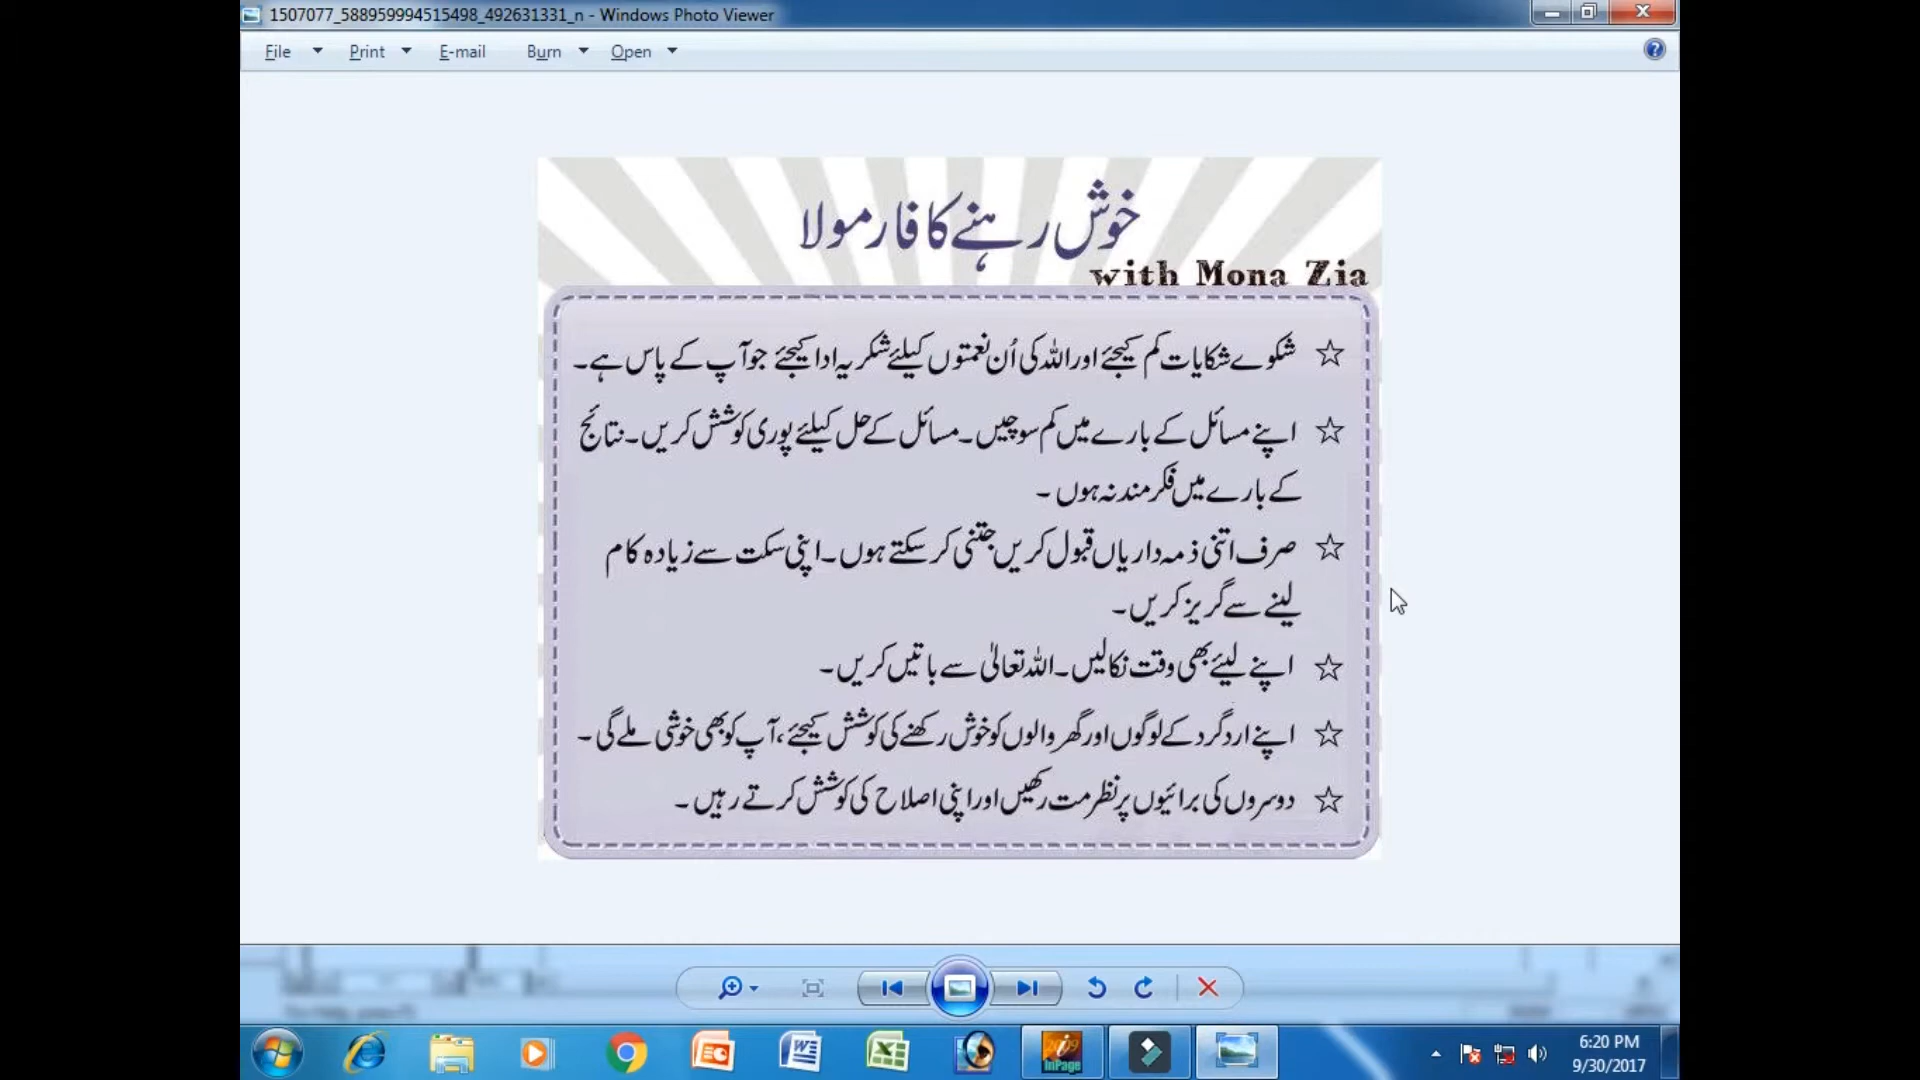 1507077_588959994515498_492631331_n - Windows Photo Viewer
File Print E-mail Burn Open
خوش رہنے کا فارمولا
with Mona Zia
☆ شکوے شکایات کم کیجئے اور اللہ کی اُن نعمتوں کیلئے شکریہ ادا کیجئے جو آپ کے پاس ہے۔
☆ اپنے مسائل کے بارے میں کم سوچیں۔ مسائل کے حل کیلئے پوری کوشش کریں۔ نتائج
کے بارے میں فکر مند نہ ہوں ۔
☆ صرف اتنی ذمہ داریاں قبول کریں جتنی کر سکتے ہوں۔ اپنی سکت سے زیادہ کام
لینے سے گریز کریں۔
☆ اپنے لیئے بھی وقت نکالیں۔ اللہ تعالیٰ سے باتیں کریں۔
☆ اپنے ارد گرد کے لوگوں اور گھر والوں کو خوش رکھنے کی کوشش کیجئے، آپ کو بھی خوشی ملے گی ۔
☆ دوسروں کی برائیوں پر نظر مت رکھیں اور اپنی اصلاح کی کوشش کرتے رہیں ۔
InPage
6:20 PM
9/30/2017